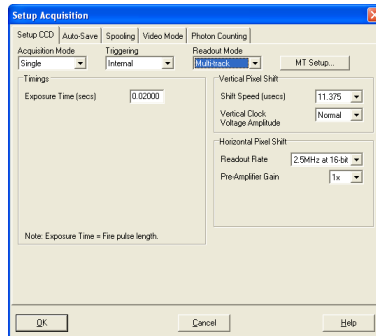 Setup Acquisition
Setup CCD Auto-Save Spooling Video Mode Photon Counting
Acquisition Mode Triggering Readout Mode
Single Internal Multi-track MT Setup...
Timings
Exposure Time (secs) 0.02000
Note: Exposure Time = Fire pulse length.
Vertical Pixel Shift
Shift Speed (usecs) 11.375
Vertical Clock
Voltage Amplitude Normal
Horizontal Pixel Shift
Readout Rate 2.5MHz at 16-bit
Pre-Amplifier Gain 1x
OK Cancel Help